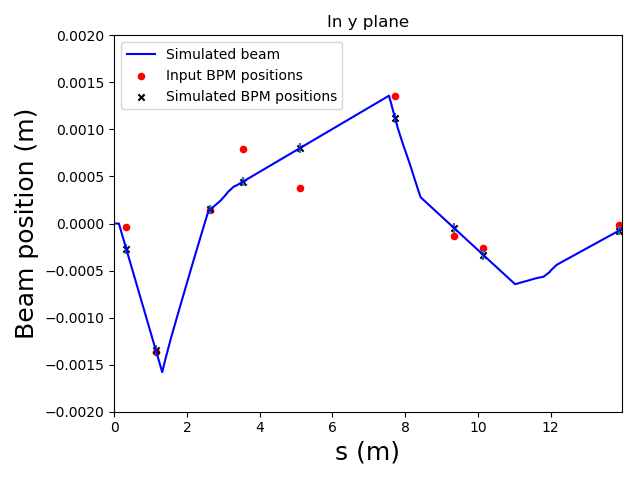 In y plane
Simulated beam
Input BPM positions
Simulated BPM positions
0.0020
0.0015
0.0010
0.0005
0.0000
−0.0005
−0.0010
−0.0015
−0.0020
Beam position (m)
0 2 4 6 8 10 12
s (m)